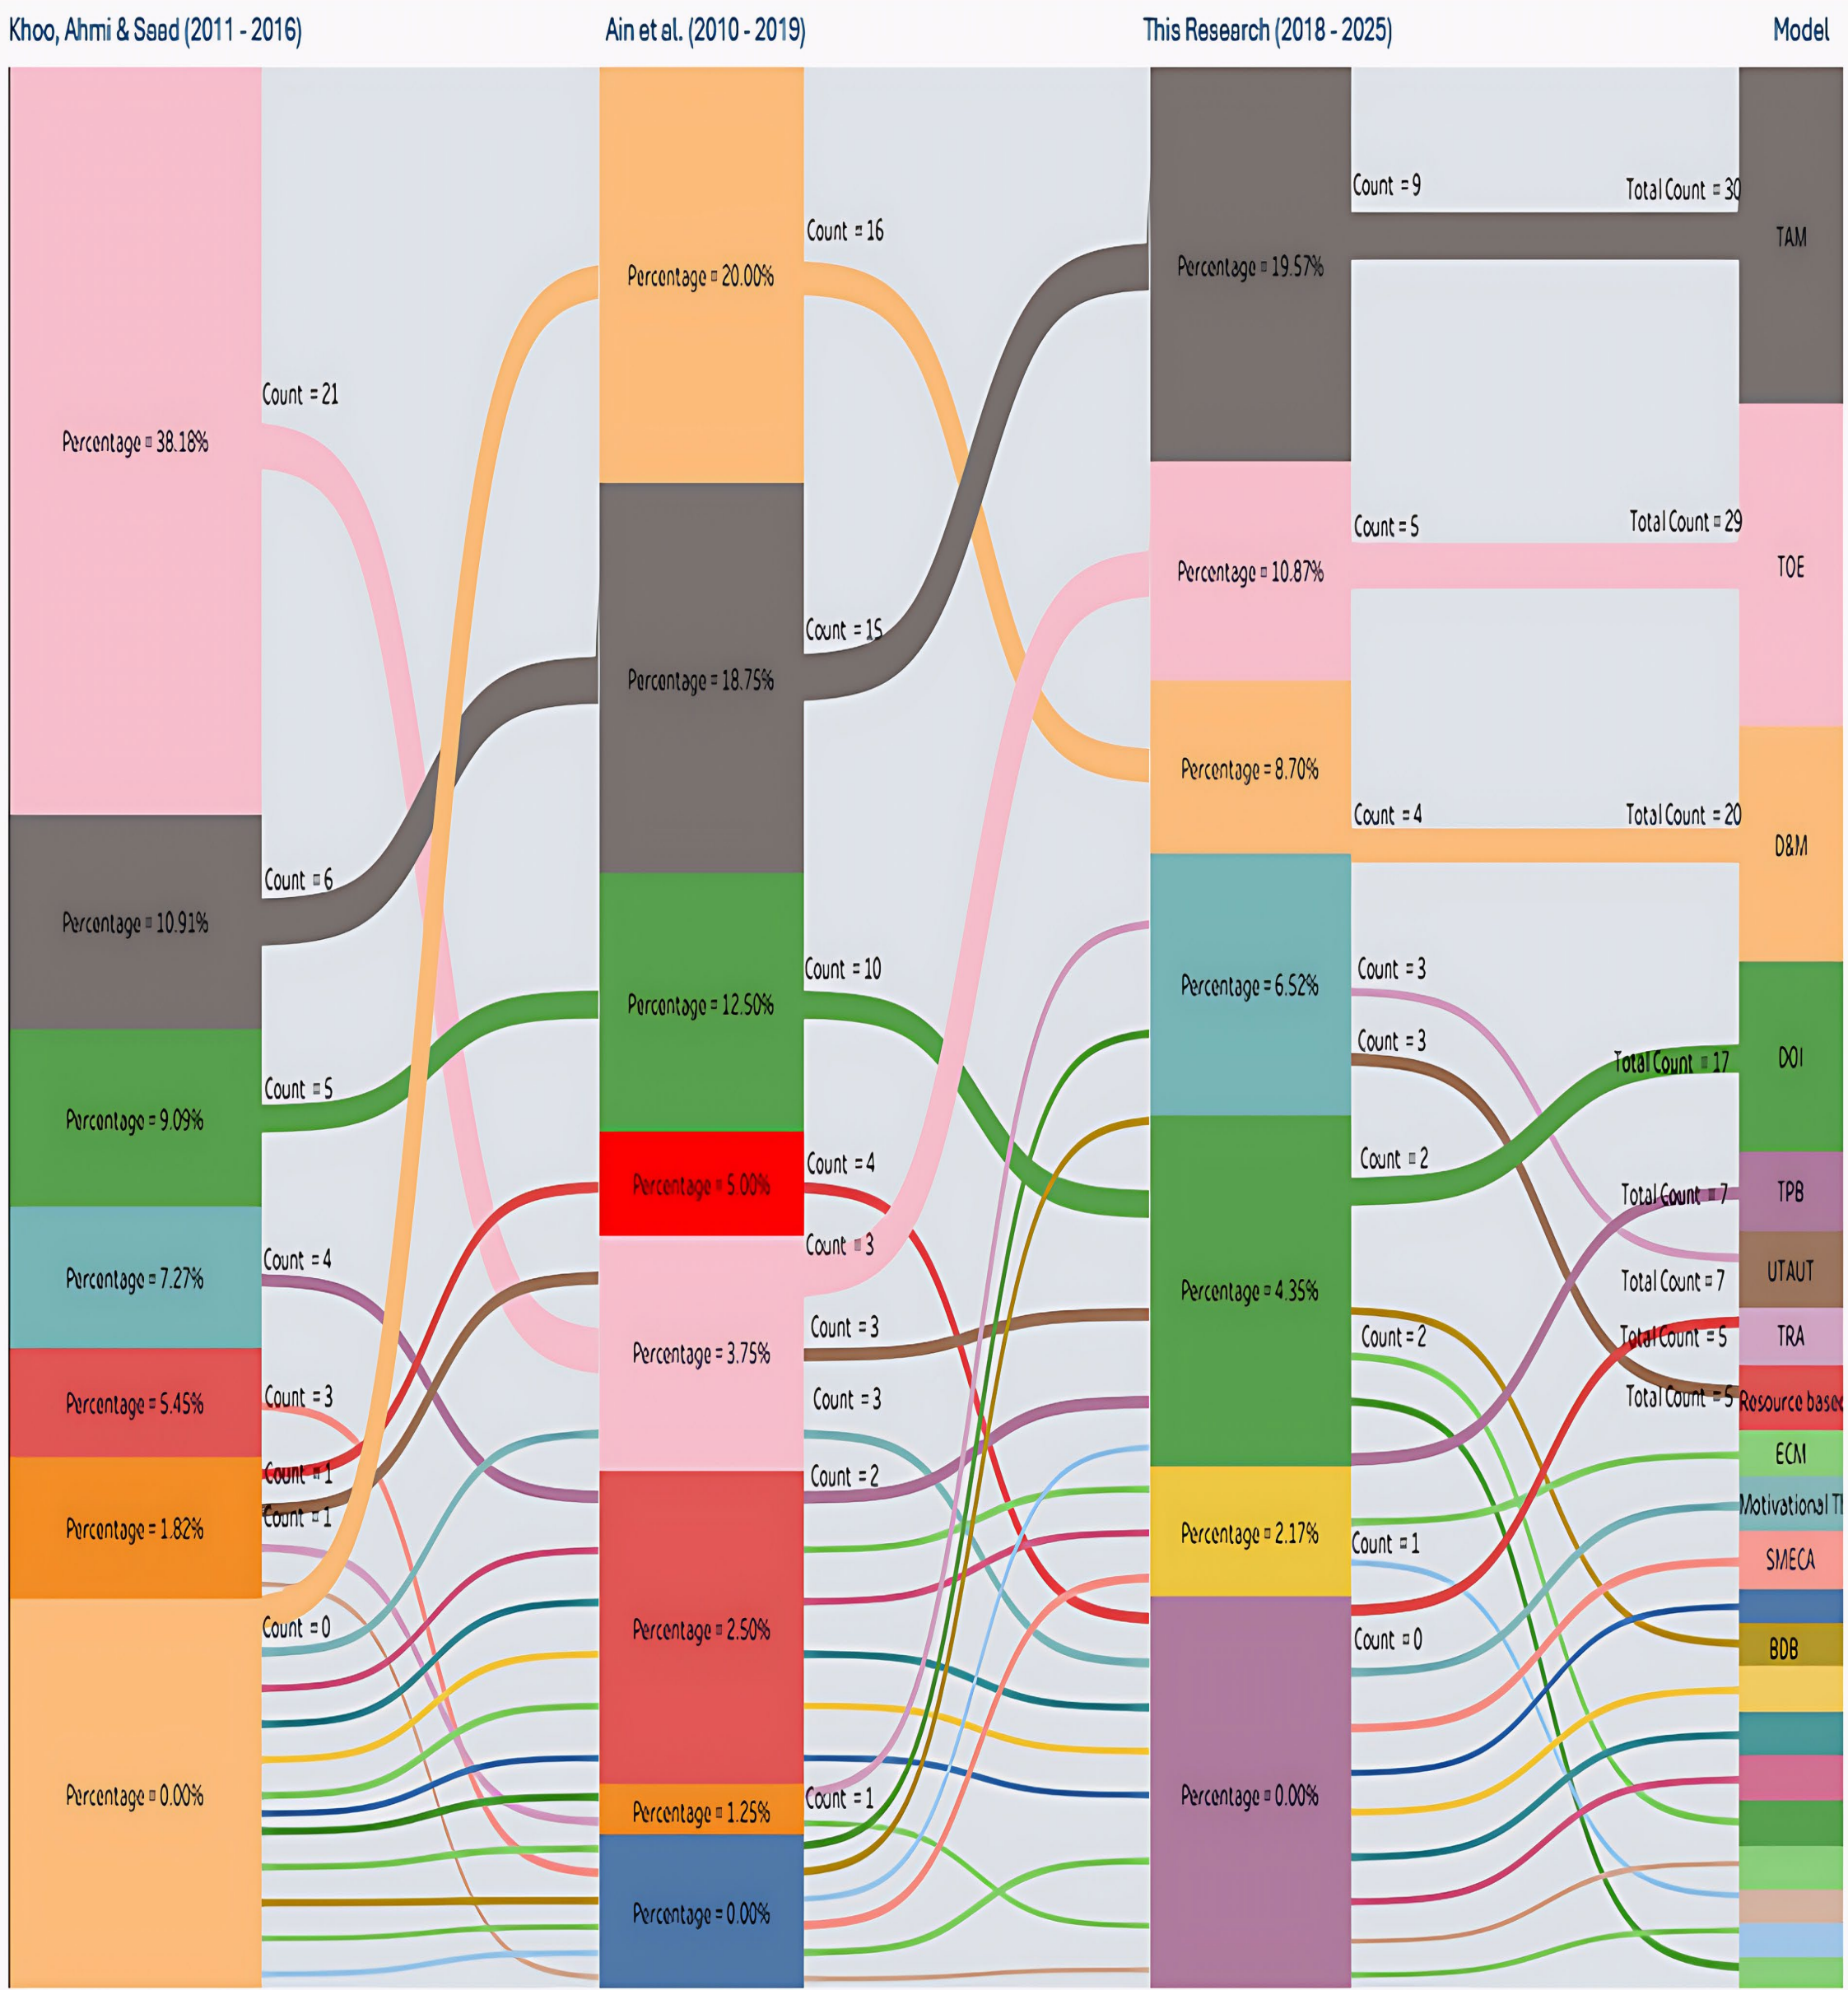 Khoo, Ahmi & Saad (2011 - 2016)
Ain et al. (2010 - 2019)
This Research (2018 - 2025)
Model
Percentage = 38.18%
Count = 21
Percentage = 10.91%
Count = 6
Percentage = 9.09%
Count = 5
Percentage = 7.27%
Count = 4
Percentage = 5.45%
Count = 3
Count = 1
Percentage = 1.82%
Count = 1
Count = 0
Percentage = 0.00%
Percentage = 20.00%
Count = 16
Percentage = 18.75%
Count = 15
Percentage = 12.50%
Count = 10
Percentage = 5.00%
Count = 4
Count = 3
Percentage = 3.75%
Count = 3
Count = 3
Count = 2
Percentage = 2.50%
Percentage = 1.25%
Count = 1
Percentage = 0.00%
Percentage = 19.57%
Count = 9
Percentage = 10.87%
Count = 5
Percentage = 8.70%
Count = 4
Percentage = 6.52%
Count = 3
Count = 3
Count = 2
Percentage = 4.35%
Count = 2
Percentage = 2.17%
Count = 1
Count = 0
Percentage = 0.00%
Total Count = 30
TAM
Total Count = 29
TOE
Total Count = 20
D&M
Total Count = 17
DOI
Total Count = 7
TPB
UTAUT
Total Count = 7
Total Count = 5
TRA
Total Count = 5
Resource based
ECM
Motivational T
SMECA
BDB